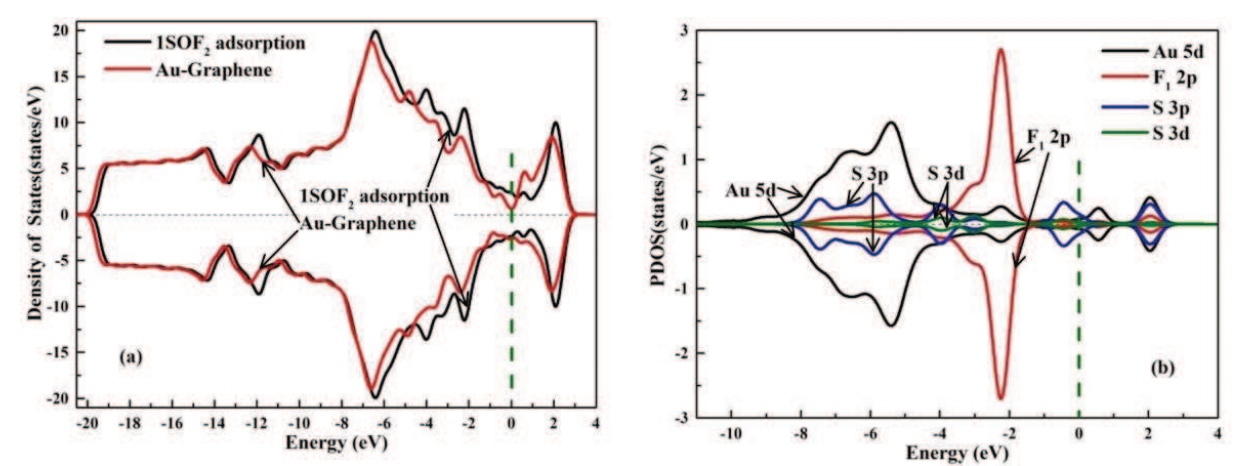 Density of States(states/eV)
20
15
10
5
0
-5
-10
-15
-20
1SOF₂ adsorption
Au-Graphene
1SOF₂ adsorption
Au-Graphene
(a)
-20 -18 -16 -14 -12 -10 -8 -6 -4 -2 0 2 4
Energy (eV)
PDOS(states/eV)
3
2
1
0
-1
-2
-3
Au 5d
F₁ 2p
S 3p
S 3d
F₁ 2p
S 3p
S 3d
Au 5d
(b)
-10 -8 -6 -4 -2 0 2 4
Energy (eV)